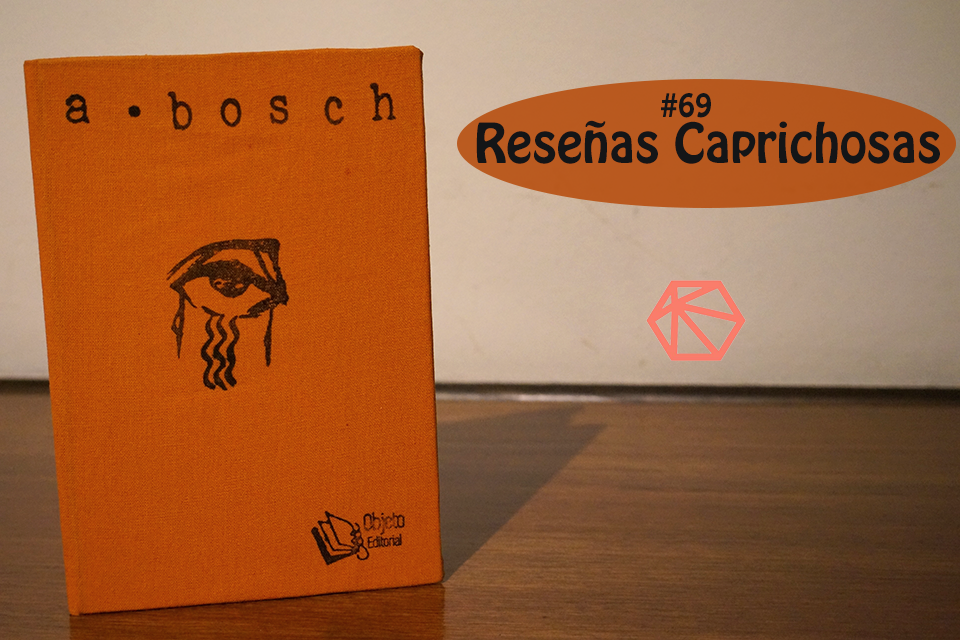 a • bosch
Objeto
Editorial
#69
Reseñas Caprichosas